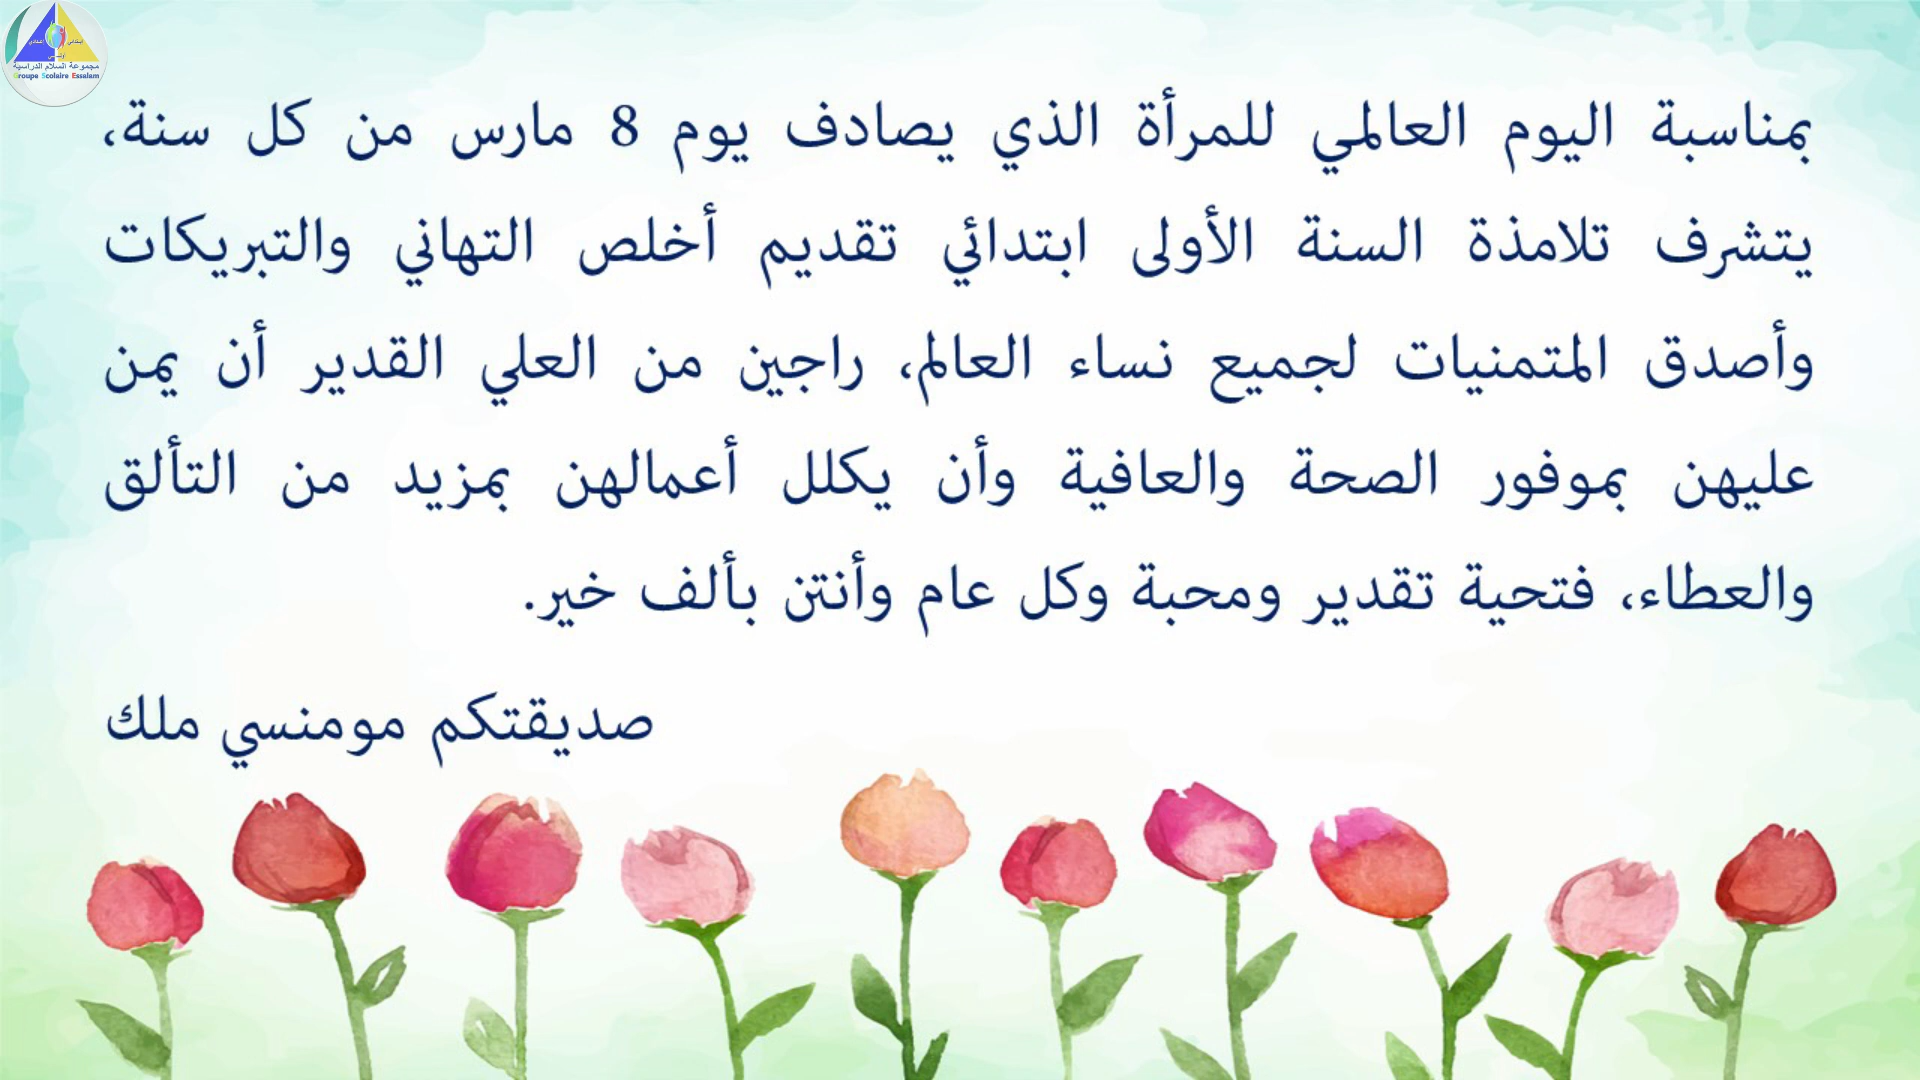 ابتدائي
اعدادي
مجموعة السلام الدراسية
Groupe Scolaire Essalam
بمناسبة اليوم العالمي للمرأة الذي يصادف يوم 8 مارس من كل سنة،
يتشرف تلامذة السنة الأولى ابتدائي تقديم أخلص التهاني والتبريكات
وأصدق المتمنيات لجميع نساء العالم، راجين من العلي القدير أن يمن
عليهن بموفور الصحة والعافية وأن يكلل أعمالهن بمزيد من التألق
والعطاء، فتحية تقدير ومحبة وكل عام وأنتن بألف خير.
صديقتكم مومنسي ملك